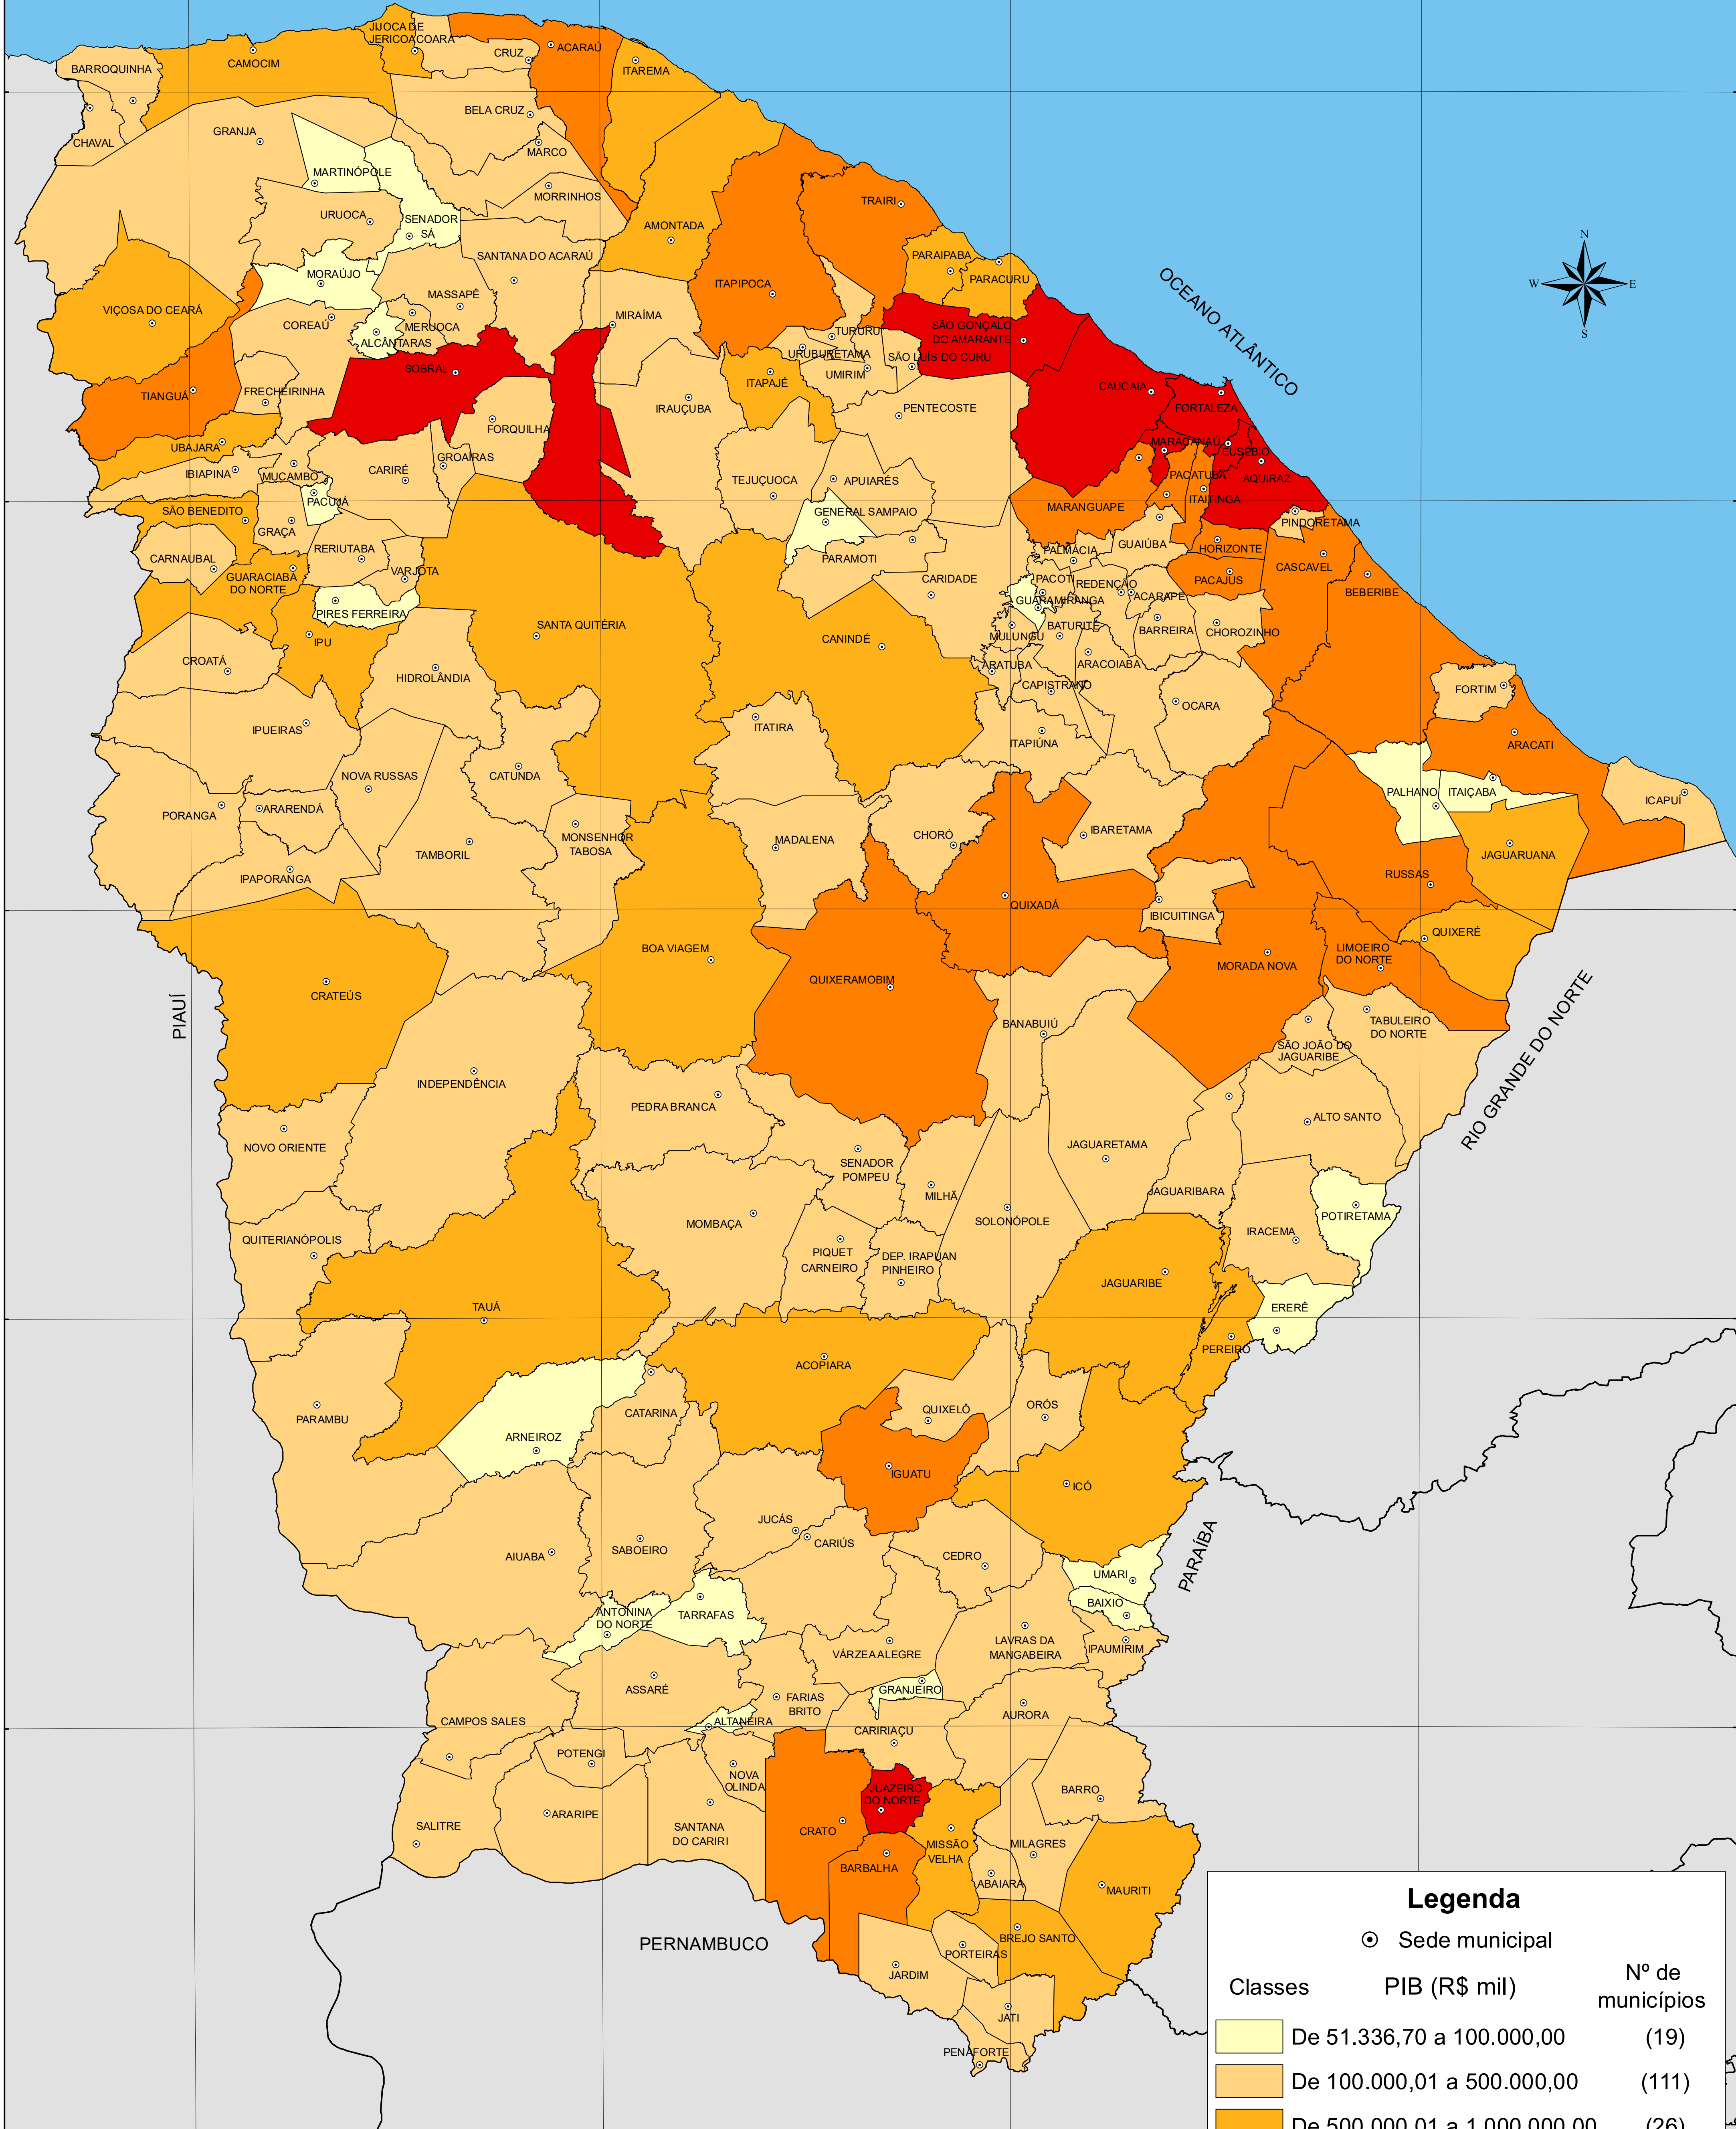 JIJOCA DE
JERICOACOARA
CRUZ
ACARAÚ
BARROQUINHA
CAMOCIM
ITAREMA
BELA CRUZ
CHAVAL
GRANJA
MARCO
MARTINÓPOLE
MORRINHOS
TRAIRI
URUOCA
SENADOR
SÁ
AMONTADA
SANTANA DO ACARAÚ
PARAIPABA
PARACURU
MORAÚJO
ITAPIPOCA
MASSAPÊ
VIÇOSA DO CEARÁ
COREAÚ
MERUOCA
MIRAÍMA
ALCÂNTARAS
TURURU
SÃO GONÇALO
DO AMARANTE
URUBURETAMA
SÃO LUÍS DO CURU
OCEANO ATLÂNTICO
N
W
E
S
SOBRAL
UMIRIM
ITAPAJÉ
CAUCAIA
TIANGUÁ
FRECHEIRINHA
IRAUÇUBA
PENTECOSTE
FORTALEZA
FORQUILHA
UBAJARA
MARACANAÚ
EUSÉBIO
GROAÍRAS
IBIAPINA
MUCAMBO
CARIRÉ
TEJUÇUOCA
APUIARÉS
PACATUBA
AQUIRAZ
PACUJÁ
ITAITINGA
SÃO BENEDITO
GENERAL SAMPAIO
MARANGUAPE
PINDORETAMA
GRAÇA
RERIUTABA
PARAMOTI
PALMÁCIA
GUAIÚBA
HORIZONTE
CARNAUBAL
VARJOTA
CARIDADE
PACOTI
REDENÇÃO
PACAJUS
CASCAVEL
GUARACIABA
DO NORTE
BEBERIBE
PIRES FERREIRA
GUARAMIRANGA
ACARAPE
SANTA QUITÉRIA
CANINDÉ
MULUNGU
BATURITÉ
BARREIRA
CHOROZINHO
IPU
CROATÁ
ARATUBA
ARACOIABA
HIDROLÂNDIA
CAPISTRANO
FORTIM
OCARA
IPUEIRAS
ITATIRA
ITAPIÚNA
ARACATI
NOVA RUSSAS
CATUNDA
PALHANO
ITAIÇABA
ICAPUÍ
PORANGA
ARARENDÁ
MONSENHOR
TABOSA
MADALENA
CHORÓ
IBARETAMA
TAMBORIL
JAGUARUANA
IPAPORANGA
RUSSAS
QUIXADÁ
IBICUITINGA
QUIXERÉ
BOA VIAGEM
LIMOEIRO
DO NORTE
MORADA NOVA
QUIXERAMOBIM
CRATEÚS
PIAUÍ
BANABUIÚ
TABULEIRO
DO NORTE
SÃO JOÃO DO
JAGUARIBE
RIO GRANDE DO NORTE
INDEPENDÊNCIA
PEDRA BRANCA
ALTO SANTO
NOVO ORIENTE
JAGUARETAMA
SENADOR
POMPEU
MILHÃ
JAGUARIBARA
MOMBAÇA
SOLONÓPOLE
POTIRETAMA
IRACEMA
QUITERIANÓPOLIS
PIQUET
CARNEIRO
DEP. IRAPUAN
PINHEIRO
JAGUARIBE
TAUÁ
ERERÊ
PEREIRO
ACOPIARA
PARAMBU
CATARINA
QUIXELÔ
ORÓS
ARNEIROZ
IGUATU
ICÓ
JUCÁS
CARIÚS
AIUABA
SABOEIRO
CEDRO
PARAÍBA
UMARI
BAIXIO
ANTONINA
DO NORTE
TARRAFAS
LAVRAS DA
MANGABEIRA
IPAUMIRIM
VÁRZEA ALEGRE
ASSARÉ
GRANJEIRO
FARIAS
BRITO
AURORA
CAMPOS SALES
ALTANEIRA
CARIRIAÇU
POTENGI
NOVA
OLINDA
JUAZEIRO
DO NORTE
BARRO
ARARIPE
SALITRE
SANTANA
DO CARIRI
CRATO
MISSÃO
VELHA
MILAGRES
BARBALHA
ABAIARA
MAURITI
PERNAMBUCO
BREJO SANTO
PORTEIRAS
JARDIM
JATI
PENAFORTE
Legenda
Sede municipal
Classes PIB (R$ mil) Nº de
municípios
De 51.336,70 a 100.000,00 (19)
De 100.000,01 a 500.000,00 (111)
De 500.000,01 a 1.000.000,00 (26)